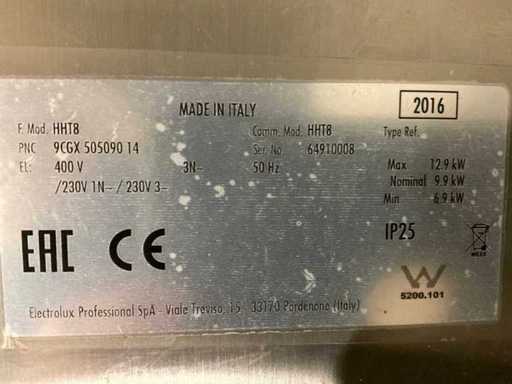 MADE IN ITALY
2016
F. Mod. HHT8
Comm. Mod. HHT8
Type Ref.
PNC 9CGX 505090 14
Ser. No 64910008
EL: 400 V 3N~ 50 Hz
/230V 1N~/230V 3~
Max 12.9 kW
Nominal 9.9 kW
Min 6.9 kW
IP25
EAC CE
5200.101
Electrolux Professional SpA - Viale Treviso, 15 - 33170 Pordenone (Italy)